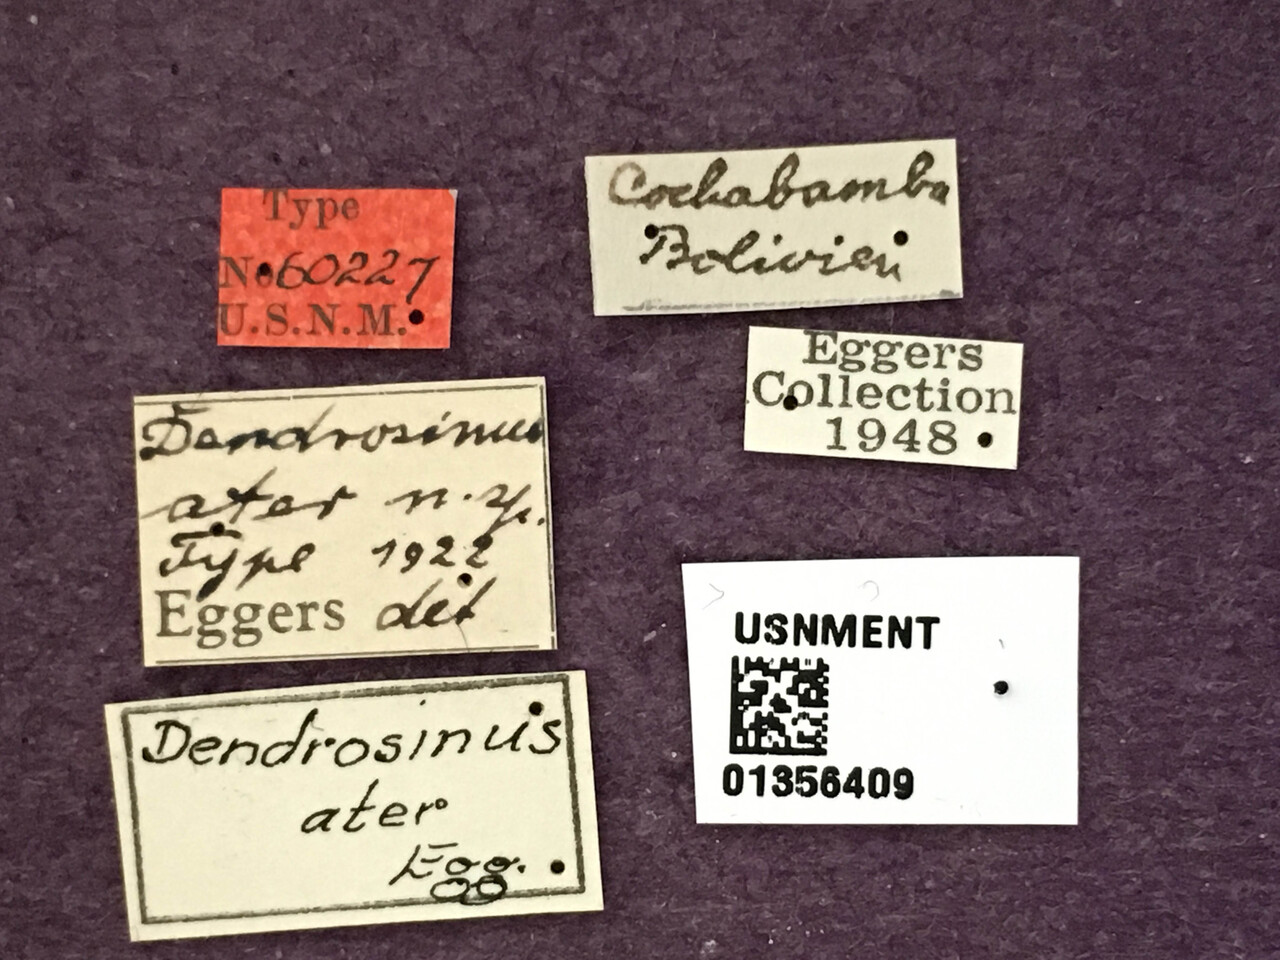 Type
No 60227
U.S.N.M.
Cochabamba
Bolivien
Eggers
Collection
1948
Dendrosinus
ater n. sp.
Type 1922
Eggers det
Dendrosinus
ater
Egg.
USNMENT
01356409